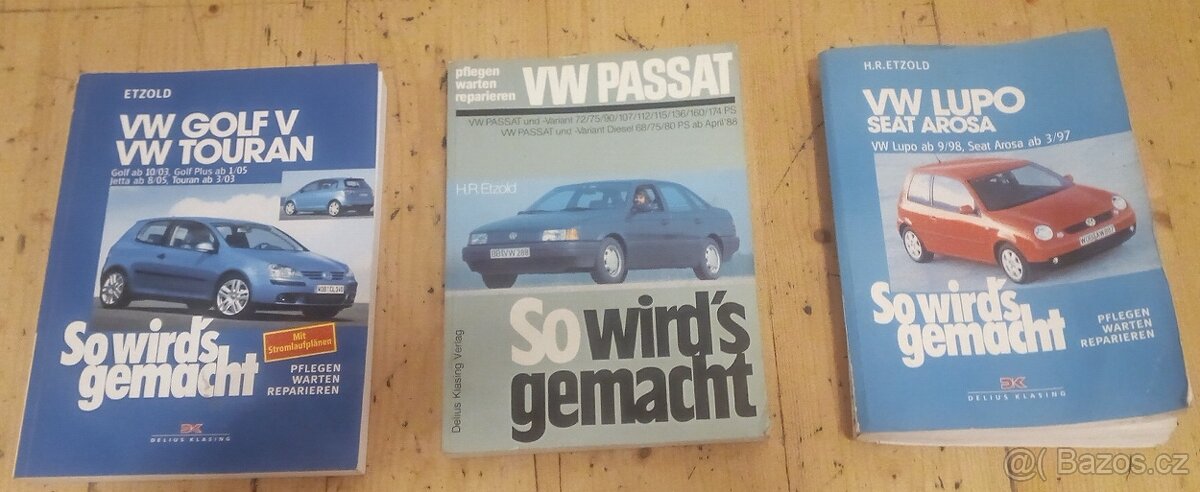 ETZOLD
VW GOLF V
VW TOURAN
Golf ab 10/03, Golf Plus ab 1/05
Jetta ab 8/05, Touran ab 3/03
So wird's
gemacht
Mit
Stromlaufplänen
PFLEGEN
WARTEN
REPARIEREN
DK
DELIUS KLASING
pflegen
warten
reparieren
VW PASSAT
VW PASSAT und -Variant 72/75/90/107/112/115/136/160/174 PS
VW PASSAT und -Variant Diesel 68/75/80 PS ab April '88
H.R.Etzold
BB VW 288
So wird's
gemacht
Delius Klasing Verlag
H.R.ETZOLD
VW LUPO
SEAT AROSA
VW Lupo ab 9/98, Seat Arosa ab 3/97
So wird's
gemacht
PFLEGEN
WARTEN
REPARIEREN
DK
DELIUS KLASING
@( Bazos.cz